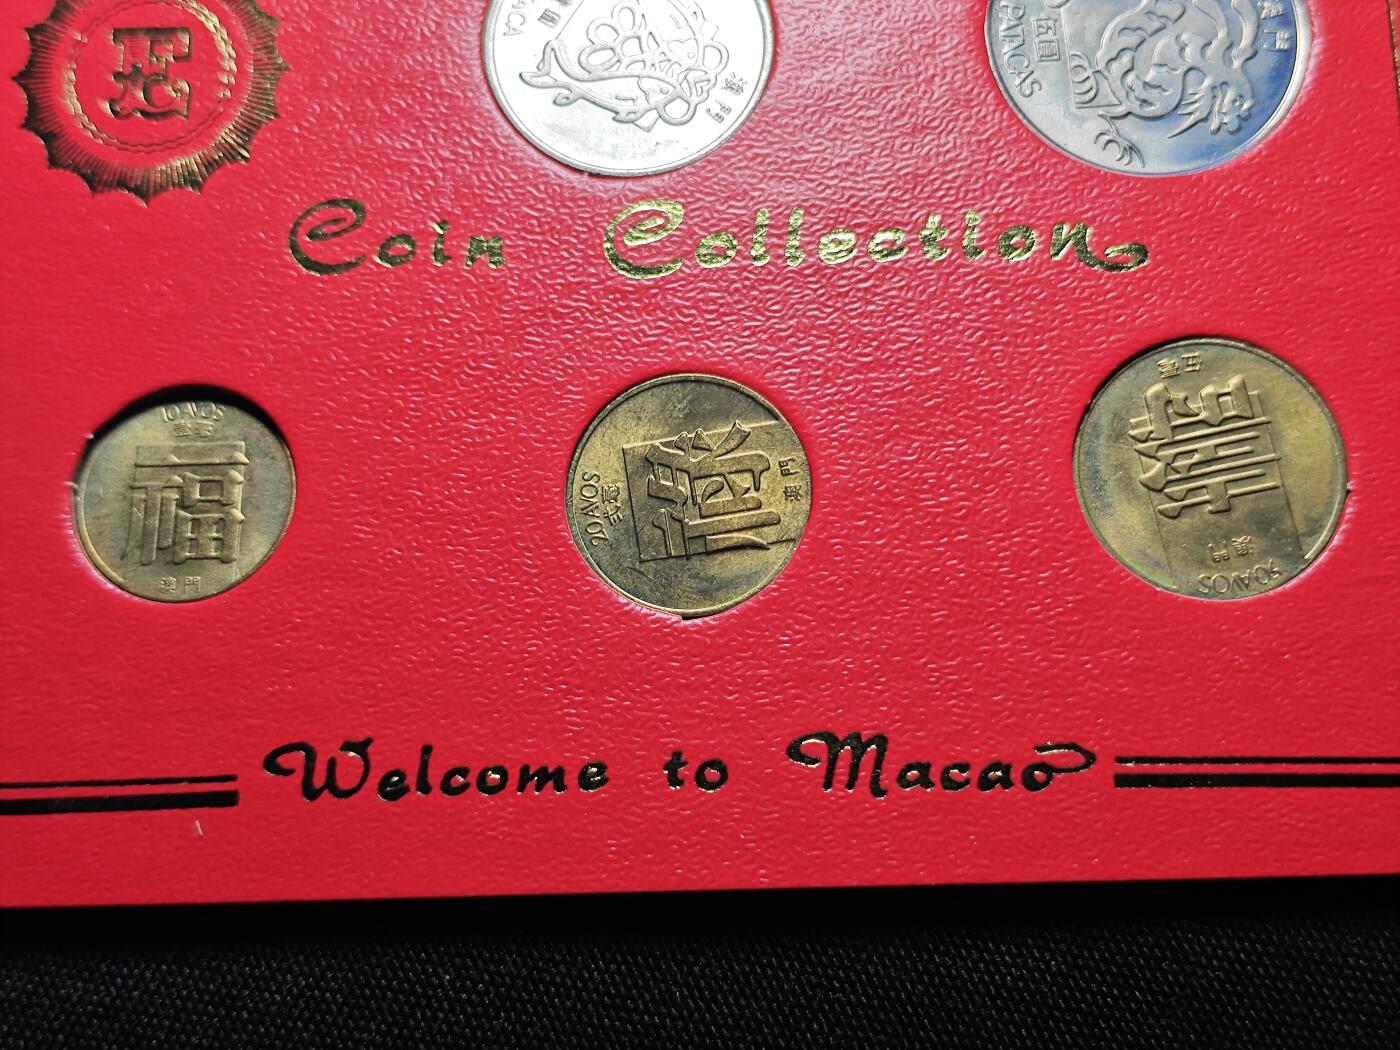 PATACA
澳門
PATACAS
伍圓
澳門
Coin Collection
10 AVOS
壹毫
福
澳門
20 AVOS
弍毫
祿
澳門
伍毫
壽
澳門
50 AVOS
Welcome to Macao